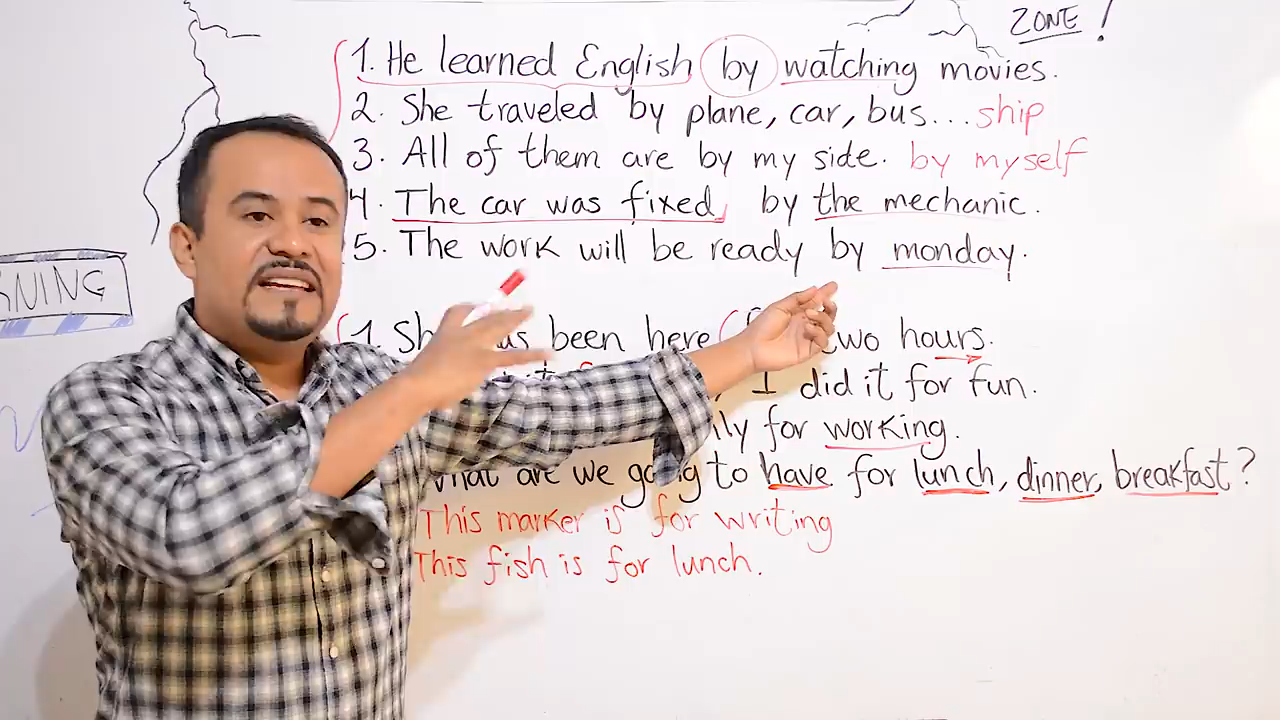 ZONE!
1. He learned English by watching movies.
2. She traveled by plane, car, bus... ship
3. All of them are by my side. by myself
4. The car was fixed by the mechanic.
5. The work will be ready by monday.
NING
1. been here two hours.
I did it for fun.
for working.
are we going to have for lunch, dinner, breakfast?
This marker is for writing
This fish is for lunch.